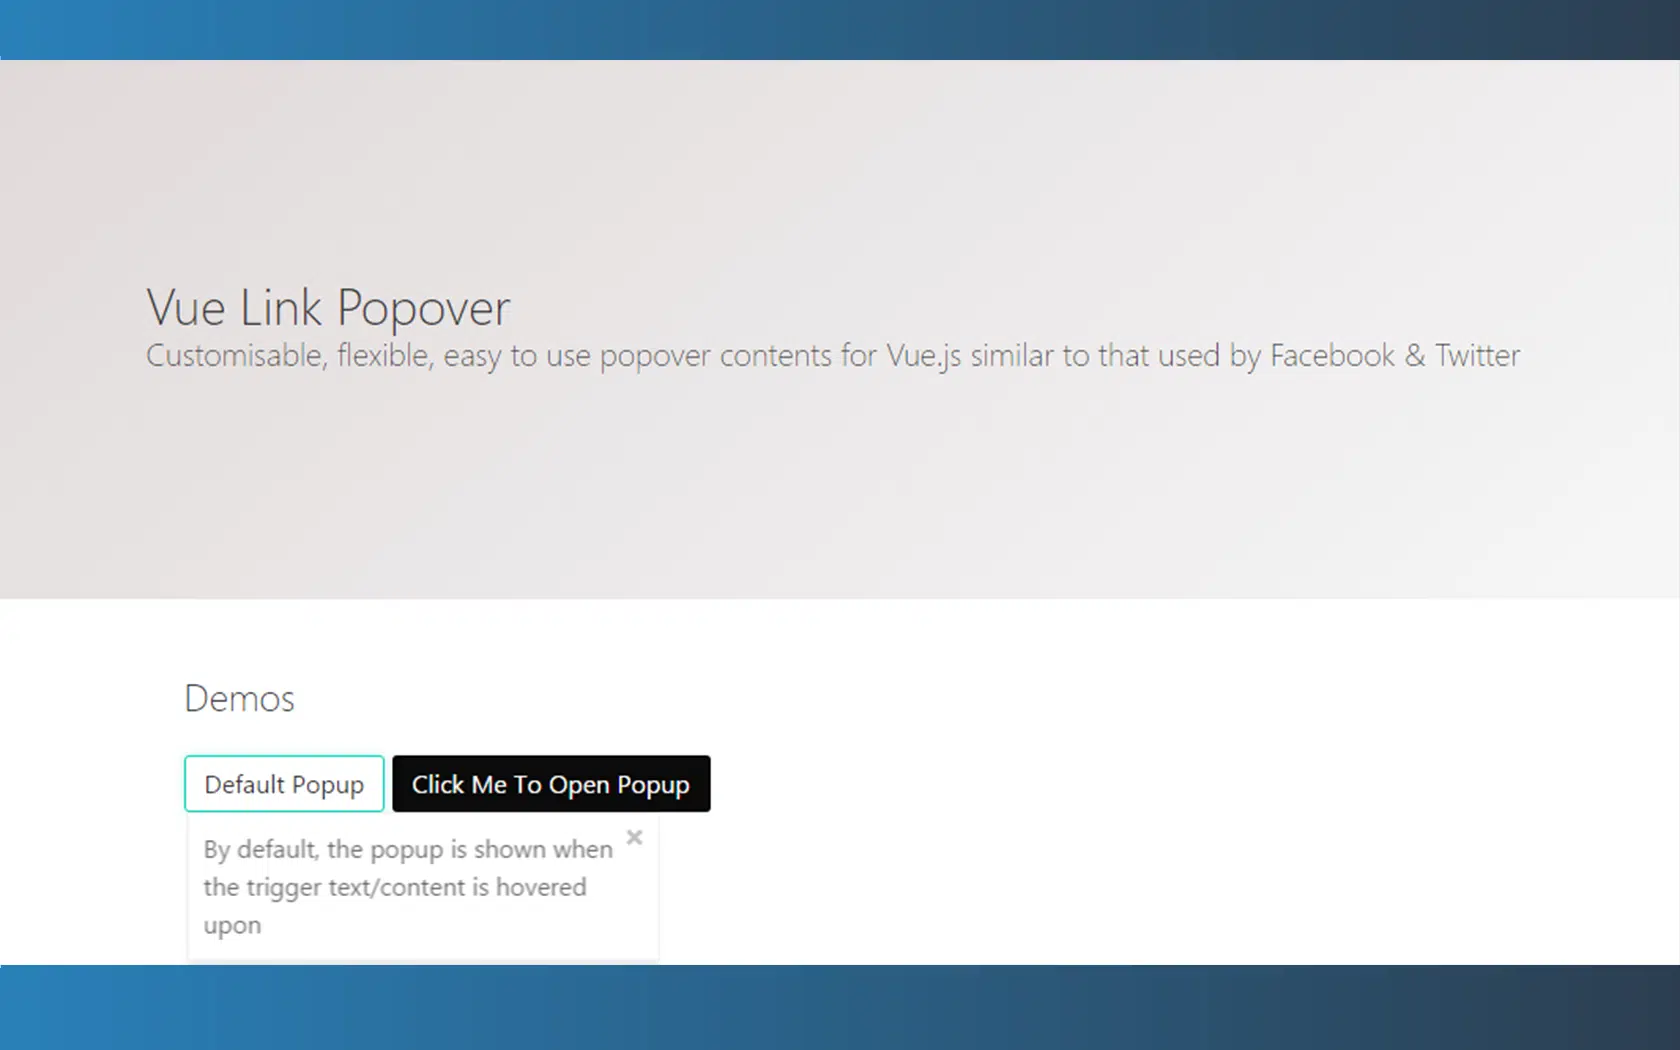 Vue Link Popover
Customisable, flexible, easy to use popover contents for Vue.js similar to that used by Facebook & Twitter
Demos
Default Popup
Click Me To Open Popup
By default, the popup is shown when
the trigger text/content is hovered
upon